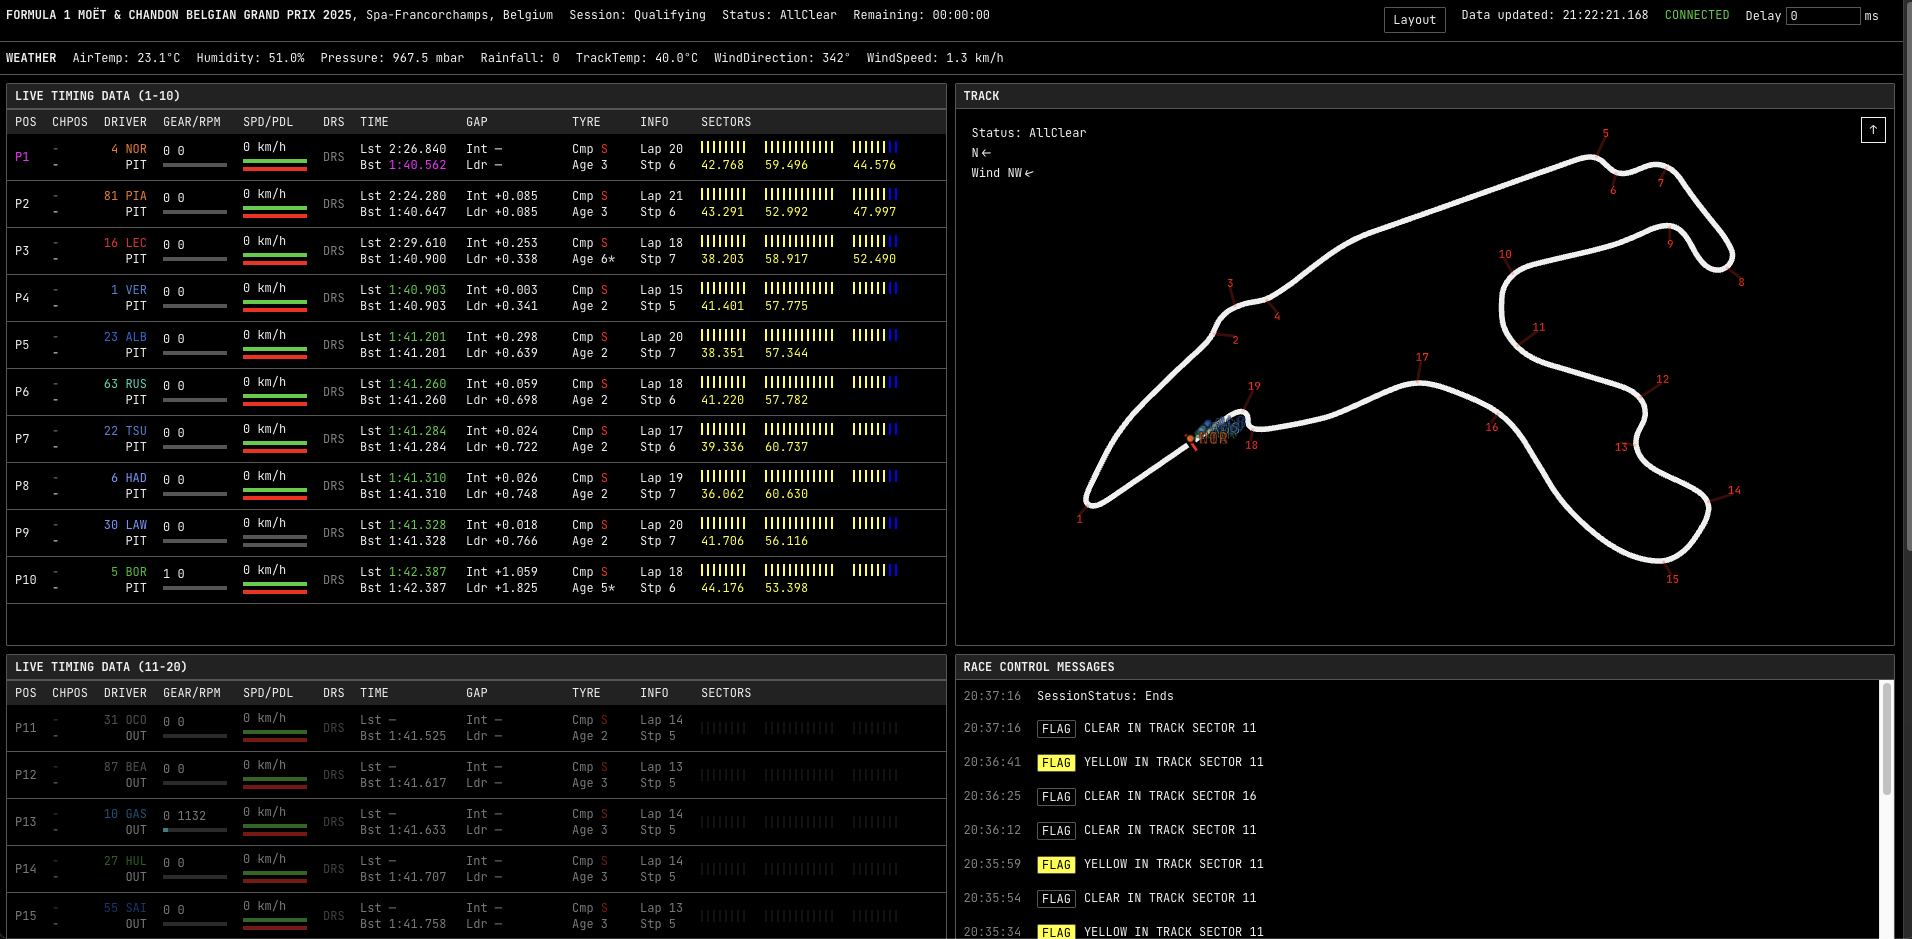 FORMULA 1 MOËT & CHANDON BELGIAN GRAND PRIX 2025, Spa-Francorchamps, Belgium Session: Qualifying Status: AllClear Remaining: 00:00:00 Layout Data updated: 21:22:21.168 CONNECTED Delay 0 ms
WEATHER AirTemp: 23.1°C Humidity: 51.0% Pressure: 967.5 mbar Rainfall: 0 TrackTemp: 40.0°C WindDirection: 342° WindSpeed: 1.3 km/h
LIVE TIMING DATA (1-10)
POS CHPOS DRIVER GEAR/RPM SPD/PDL DRS TIME GAP TYRE INFO SECTORS
P1 - 4 NOR 0 0 0 km/h DRS Lst 2:26.840 Int — Cmp S Lap 20
- PIT Bst 1:40.562 Ldr — Age 3 Stp 6 42.768 59.496 44.576
P2 - 81 PIA 0 0 0 km/h DRS Lst 2:24.280 Int +0.085 Cmp S Lap 21
- PIT Bst 1:40.647 Ldr +0.085 Age 3 Stp 6 43.291 52.992 47.997
P3 - 16 LEC 0 0 0 km/h DRS Lst 2:29.610 Int +0.253 Cmp S Lap 18
- PIT Bst 1:40.900 Ldr +0.338 Age 6* Stp 7 38.203 58.917 52.490
P4 - 1 VER 0 0 0 km/h DRS Lst 1:40.903 Int +0.003 Cmp S Lap 15
- PIT Bst 1:40.903 Ldr +0.341 Age 2 Stp 5 41.401 57.775
P5 - 23 ALB 0 0 0 km/h DRS Lst 1:41.201 Int +0.298 Cmp S Lap 20
- PIT Bst 1:41.201 Ldr +0.639 Age 2 Stp 7 38.351 57.344
P6 - 63 RUS 0 0 0 km/h DRS Lst 1:41.260 Int +0.059 Cmp S Lap 18
- PIT Bst 1:41.260 Ldr +0.698 Age 2 Stp 6 41.220 57.782
P7 - 22 TSU 0 0 0 km/h DRS Lst 1:41.284 Int +0.024 Cmp S Lap 17
- PIT Bst 1:41.284 Ldr +0.722 Age 2 Stp 6 39.336 60.737
P8 - 6 HAD 0 0 0 km/h DRS Lst 1:41.310 Int +0.026 Cmp S Lap 19
- PIT Bst 1:41.310 Ldr +0.748 Age 2 Stp 7 36.062 60.630
P9 - 30 LAW 0 0 0 km/h DRS Lst 1:41.328 Int +0.018 Cmp S Lap 20
- PIT Bst 1:41.328 Ldr +0.766 Age 2 Stp 7 41.706 56.116
P10 - 5 BOR 1 0 0 km/h DRS Lst 1:42.387 Int +1.059 Cmp S Lap 18
- PIT Bst 1:42.387 Ldr +1.825 Age 5* Stp 6 44.176 53.398
TRACK
Status: AllClear ↑
N ←
Wind NW ←
5
6
7
9
10
8
3
4
11
2
17
12
19
NOR
16
18
13
14
1
15
LIVE TIMING DATA (11-20)
POS CHPOS DRIVER GEAR/RPM SPD/PDL DRS TIME GAP TYRE INFO SECTORS
P11 - 31 OCO 0 0 0 km/h DRS Lst — Int — Cmp S Lap 14
- OUT Bst 1:41.525 Ldr — Age 2 Stp 5
P12 - 87 BEA 0 0 0 km/h DRS Lst — Int — Cmp S Lap 13
- OUT Bst 1:41.617 Ldr — Age 3 Stp 5
P13 - 10 GAS 0 1132 0 km/h DRS Lst — Int — Cmp S Lap 14
- OUT Bst 1:41.633 Ldr — Age 3 Stp 5
P14 - 27 HUL 0 0 0 km/h DRS Lst — Int — Cmp S Lap 14
- OUT Bst 1:41.707 Ldr — Age 3 Stp 5
P15 - 55 SAI 0 0 0 km/h DRS Lst — Int — Cmp S Lap 13
- OUT Bst 1:41.758 Ldr — Age 3 Stp 5
RACE CONTROL MESSAGES
20:37:16 SessionStatus: Ends
20:37:16 FLAG CLEAR IN TRACK SECTOR 11
20:36:41 FLAG YELLOW IN TRACK SECTOR 11
20:36:25 FLAG CLEAR IN TRACK SECTOR 16
20:36:12 FLAG CLEAR IN TRACK SECTOR 11
20:35:59 FLAG YELLOW IN TRACK SECTOR 11
20:35:54 FLAG CLEAR IN TRACK SECTOR 11
20:35:34 FLAG YELLOW IN TRACK SECTOR 11